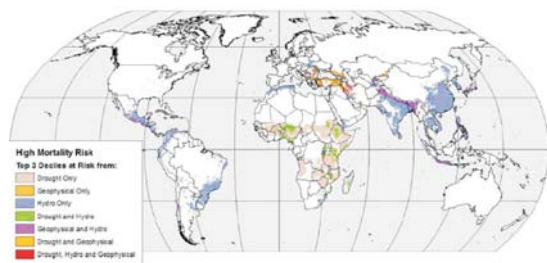 High Mortality Risk
Top 3 Deciles at Risk from:
Drought Only
Geophysical Only
Hydro Only
Drought and Hydro
Geophysical and Hydro
Drought and Geophysical
Drought, Hydro and Geophysical